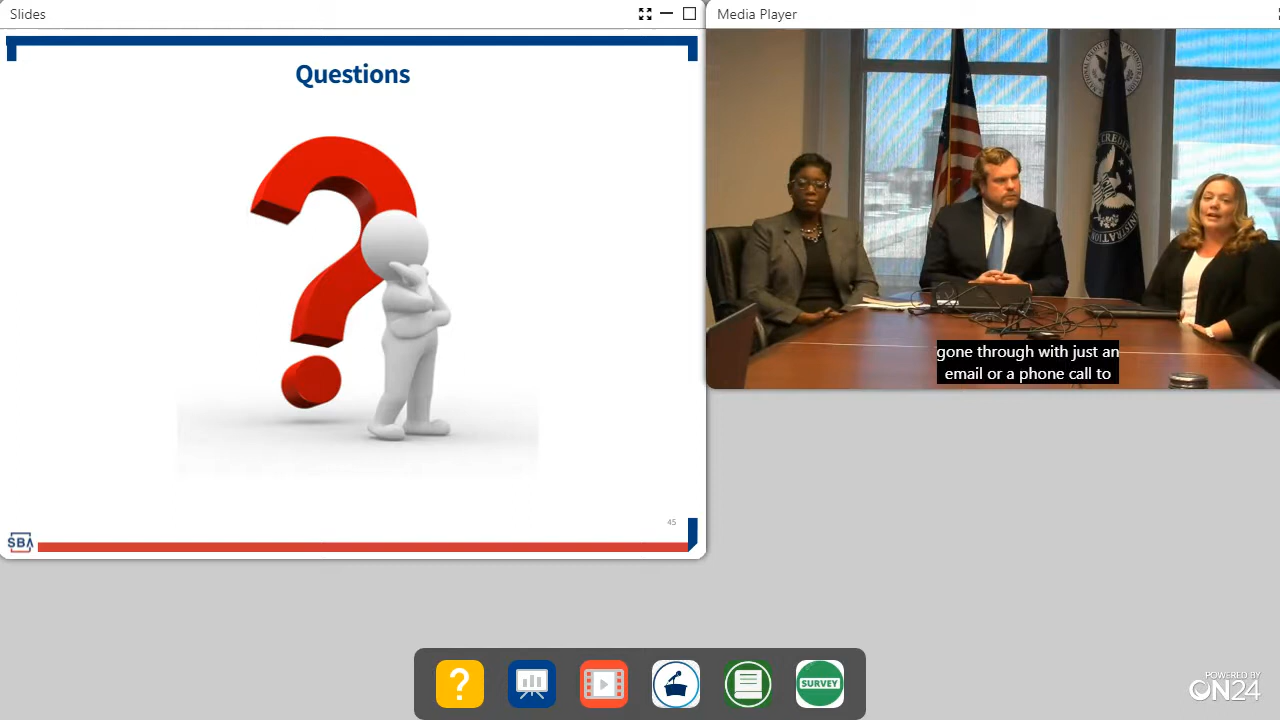 Slides
Media Player
Questions
45
SBA
gone through with just an
email or a phone call to
?
SURVEY
POWERED BY
ON24